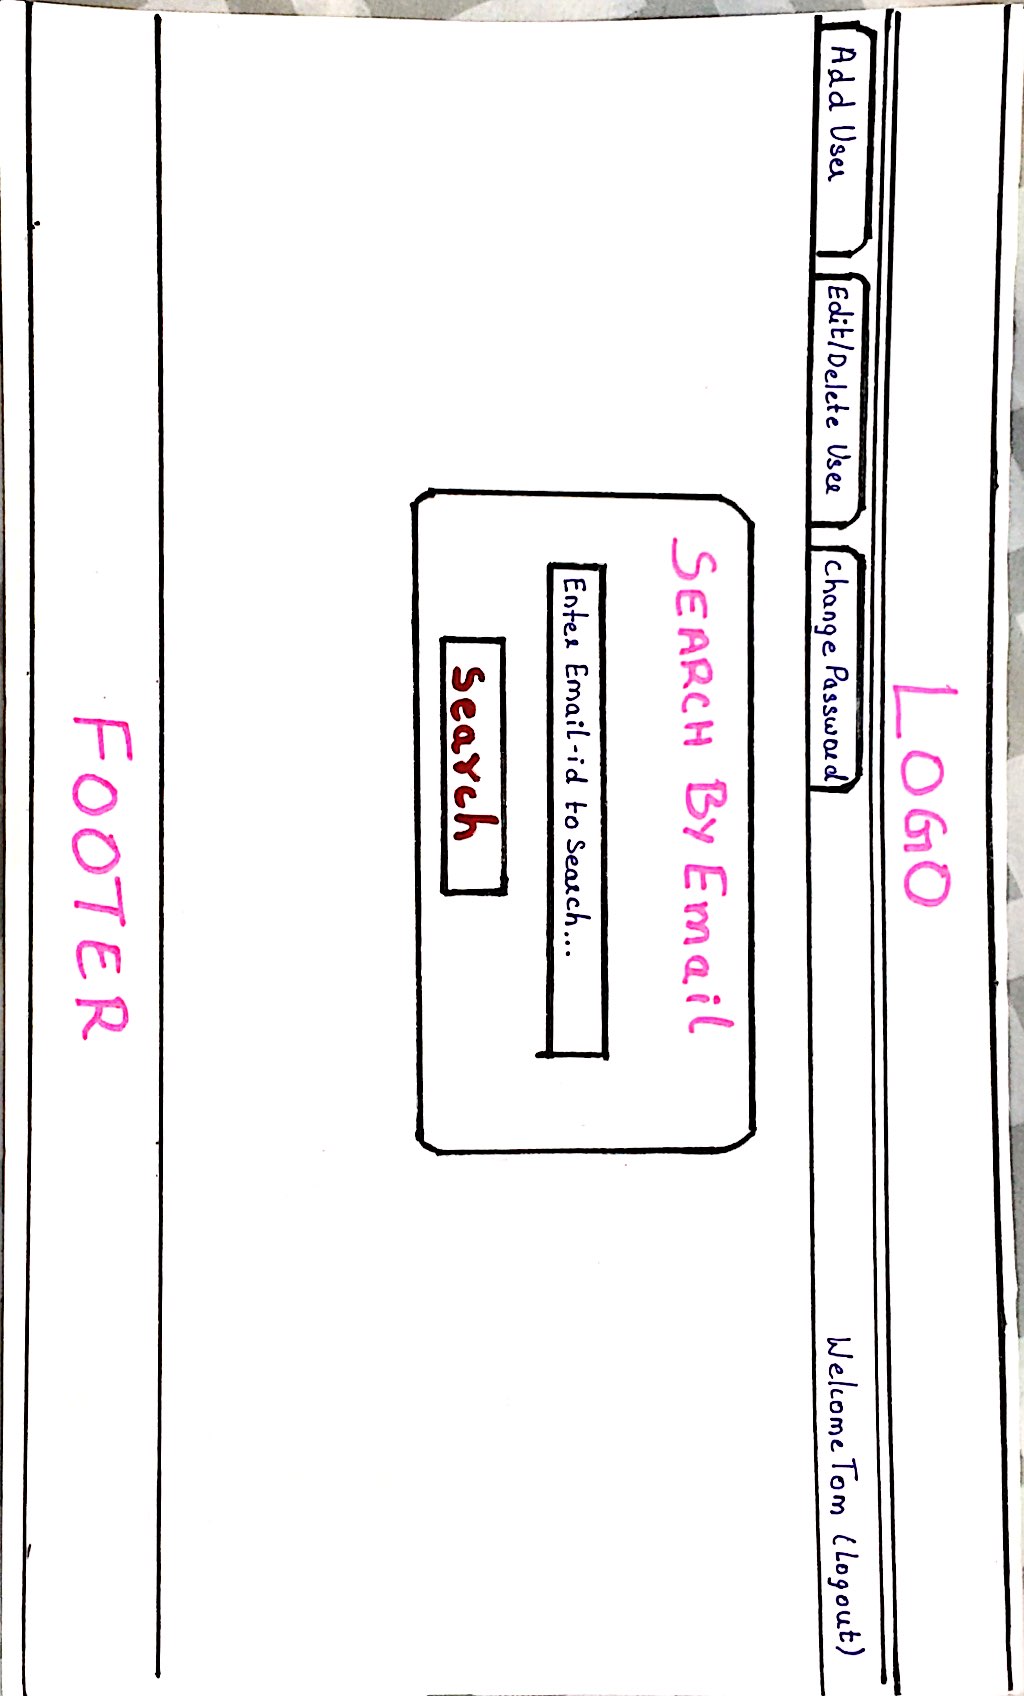 LOGO
Add User Edit/Delete User Change Password Welcome Tom (Logout)
SEARCH By Email
Enter Email-id to Search...
Search
FOOTER